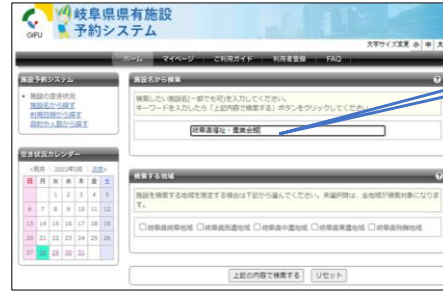 GIFU
岐阜県県有施設
予約システム
文字サイズ変更 小 中 大
ホーム マイページ ご利用ガイド 利用者登録 FAQ
施設予約システム
施設の空き状況
施設名から探す
利用日時から探す
目的や人数から探す
空き状況カレンダー
<前月 2022年3月 次月>
日 月 火 水 木 金 土
1 2 3 4 5
6 7 8 9 10 11 12
13 14 15 16 17 18 19
20 21 22 23 24 25 26
27 28 29 30 31
施設名から検索
検索したい施設名(一部でも可)を入力してください。
キーワードを入力したら「上記内容で検索する」ボタンをクリックしてください。
岐阜県福祉・農業会館
検索する地域
施設を検索する地域を限定する場合は下記から選んでください。未選択時は、全地域が検索対象になります。
岐阜県岐阜地域 岐阜県西濃地域 岐阜県中濃地域 岐阜県東濃地域 岐阜県飛騨地域
上記の内容で検索する リセット